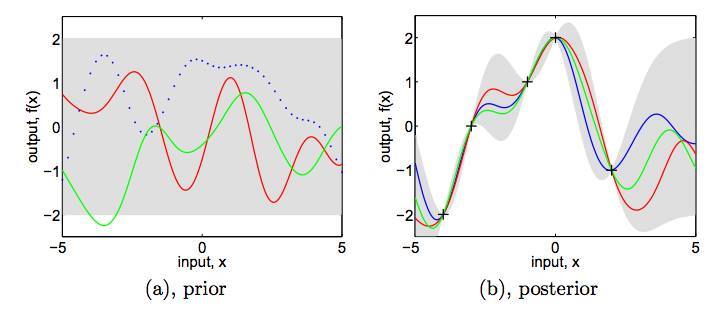 2
1
0
−1
−2
output, f(x)
−5
0
5
input, x
(a), prior
2
1
0
−1
−2
output, f(x)
−5
0
5
input, x
(b), posterior